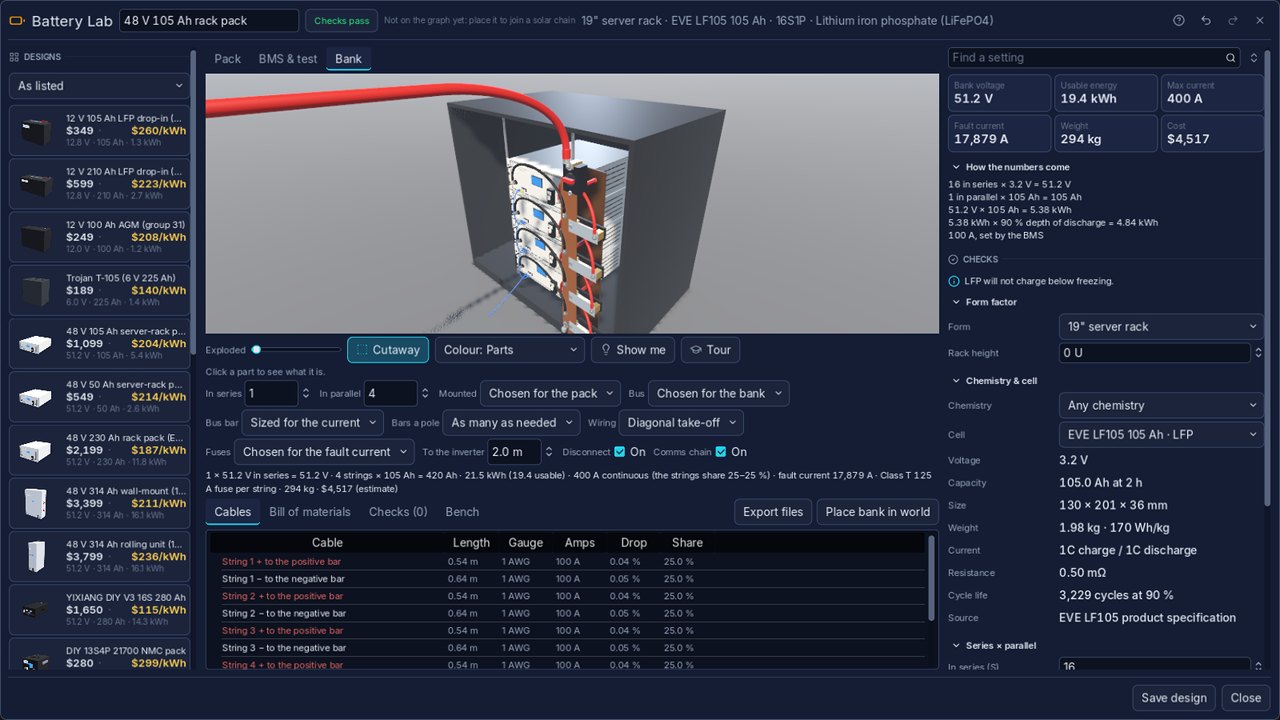 Battery Lab
48 V 105 Ah rack pack
Checks pass
Not on the graph yet: place it to join a solar chain
19" server rack · EVE LF105 105 Ah · 16S1P · Lithium iron phosphate (LiFePO4)
DESIGNS
As listed
12 V 105 Ah LFP drop-in (...
$349 · $260/kWh
12.8 V · 105 Ah · 1.3 kWh
12 V 210 Ah LFP drop-in (...
$599 · $223/kWh
12.8 V · 210 Ah · 2.7 kWh
12 V 100 Ah AGM (group 31)
$249 · $208/kWh
12.0 V · 100 Ah · 1.2 kWh
Trojan T-105 (6 V 225 Ah)
$189 · $140/kWh
6.0 V · 225 Ah · 1.4 kWh
48 V 105 Ah server-rack p...
$1,099 · $204/kWh
51.2 V · 105 Ah · 5.4 kWh
48 V 50 Ah server-rack p...
$549 · $214/kWh
51.2 V · 50 Ah · 2.6 kWh
48 V 230 Ah rack pack (E...
$2,199 · $187/kWh
51.2 V · 230 Ah · 11.8 kWh
48 V 314 Ah wall-mount (1...
$3,399 · $211/kWh
51.2 V · 314 Ah · 16.1 kWh
48 V 314 Ah rolling unit (1...
$3,799 · $236/kWh
51.2 V · 314 Ah · 16.1 kWh
YIXIANG DIY V3 16S 280 Ah
$1,650 · $115/kWh
51.2 V · 280 Ah · 14.3 kWh
DIY 13S4P 21700 NMC pack
$280 · $299/kWh
Pack
BMS & test
Bank
Exploded
Cutaway
Colour: Parts
Show me
Tour
Click a part to see what it is.
In series 1
In parallel 4
Mounted Chosen for the pack
Bus Chosen for the bank
Bus bar Sized for the current
Bars a pole As many as needed
Wiring Diagonal take-off
Fuses Chosen for the fault current
To the inverter 2.0 m
Disconnect On
Comms chain On
1 × 51.2 V in series = 51.2 V · 4 strings × 105 Ah = 420 Ah · 21.5 kWh (19.4 usable) · 400 A continuous (the strings share 25–25 %) · fault current 17,879 A · Class T 125
A fuse per string · 294 kg · $4,517 (estimate)
Cables
Bill of materials
Checks (0)
Bench
Export files
Place bank in world
Cable Length Gauge Amps Drop Share
String 1 + to the positive bar 0.54 m 1 AWG 100 A 0.04 % 25.0 %
String 1 − to the negative bar 0.64 m 1 AWG 100 A 0.05 % 25.0 %
String 2 + to the positive bar 0.54 m 1 AWG 100 A 0.04 % 25.0 %
String 2 − to the negative bar 0.64 m 1 AWG 100 A 0.05 % 25.0 %
String 3 + to the positive bar 0.54 m 1 AWG 100 A 0.04 % 25.0 %
String 3 − to the negative bar 0.64 m 1 AWG 100 A 0.05 % 25.0 %
String 4 + to the positive bar 0.54 m 1 AWG 100 A 0.04 % 25.0 %
Find a setting
Bank voltage
51.2 V
Usable energy
19.4 kWh
Max current
400 A
Fault current
17,879 A
Weight
294 kg
Cost
$4,517
How the numbers come
16 in series × 3.2 V = 51.2 V
1 in parallel × 105 Ah = 105 Ah
51.2 V × 105 Ah = 5.38 kWh
5.38 kWh × 90 % depth of discharge = 4.84 kWh
100 A, set by the BMS
CHECKS
LFP will not charge below freezing.
Form factor
Form 19" server rack
Rack height 0 U
Chemistry & cell
Chemistry Any chemistry
Cell EVE LF105 105 Ah · LFP
Voltage 3.2 V
Capacity 105.0 Ah at 2 h
Size 130 × 201 × 36 mm
Weight 1.98 kg · 170 Wh/kg
Current 1C charge / 1C discharge
Resistance 0.50 mΩ
Cycle life 3,229 cycles at 90 %
Source EVE LF105 product specification
Series × parallel
In series (S) 16
Save design
Close